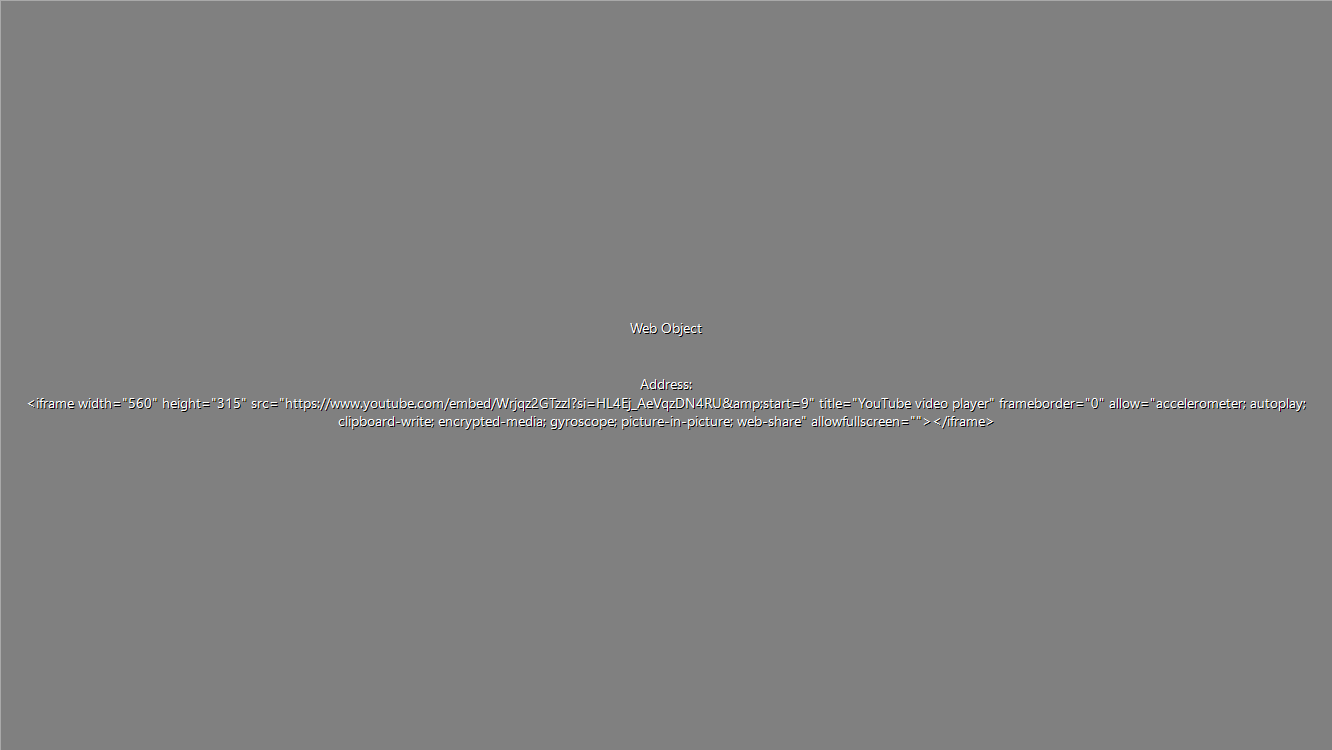 Web Object
Address:
<iframe width="560" height="315" src="https://www.youtube.com/embed/Wrjqz2GTzzI?si=HL4Ej_AeVqzDN4RU&amp;start=9" title="YouTube video player" frameborder="0" allow="accelerometer; autoplay;
clipboard-write; encrypted-media; gyroscope; picture-in-picture; web-share" allowfullscreen=""></iframe>